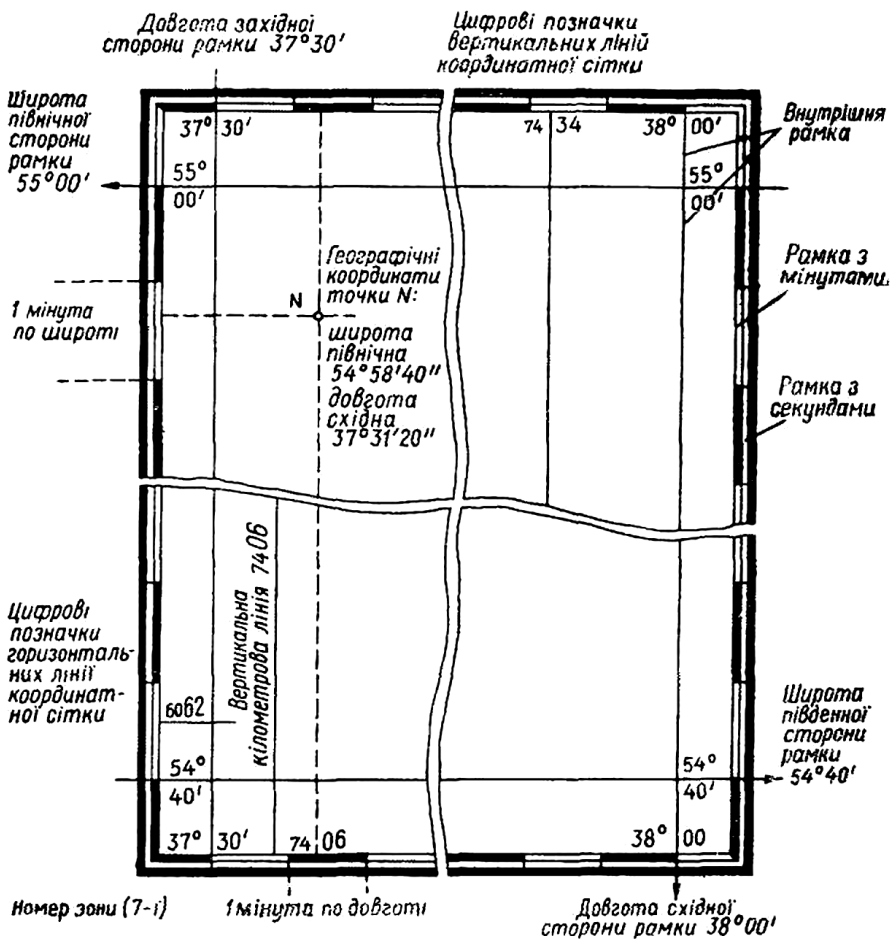 Довгота західної
сторони рамки 37°30′
Цифрові позначки
вертикальних ліній
координатної сітки
Широта
північної
сторони
рамки
55°00′
37° 30′
74 34
38° 00′
Внутрішня
рамка
55°
00′
55°
00′
Географічні
координати
точки N:
N
широта
північна
54°58′40″
довгота
східна
37°31′20″
1 мінута
по широті
Рамка з
мінутами
Рамка з
секундами
Вертикальна
кілометрова лінія 7406
Цифрові
позначки
горизонталь-
них лінії
координат-
ної сітки
6062
54°
40′
54°
40′
Широта
південної
сторони
рамки
54°40′
37° 30′
74 06
38° 00
Номер зони (7-і)
1 мінута по довготі
Довгота східної
сторони рамки 38°00′